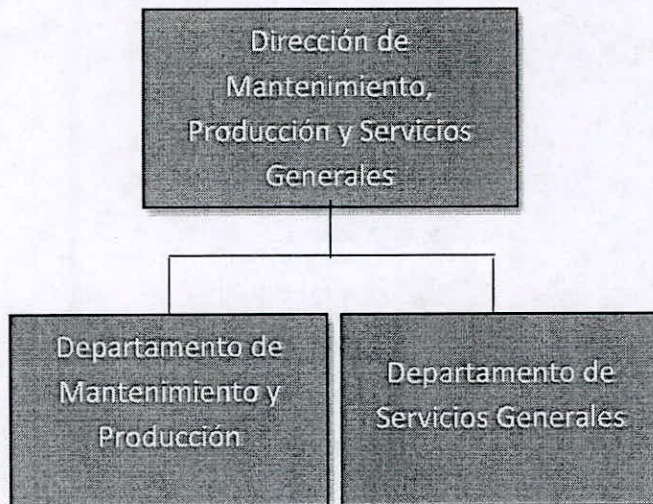 Dirección de
Mantenimiento,
Producción y Servicios
Generales
Departamento de
Mantenimiento y
Producción
Departamento de
Servicios Generales